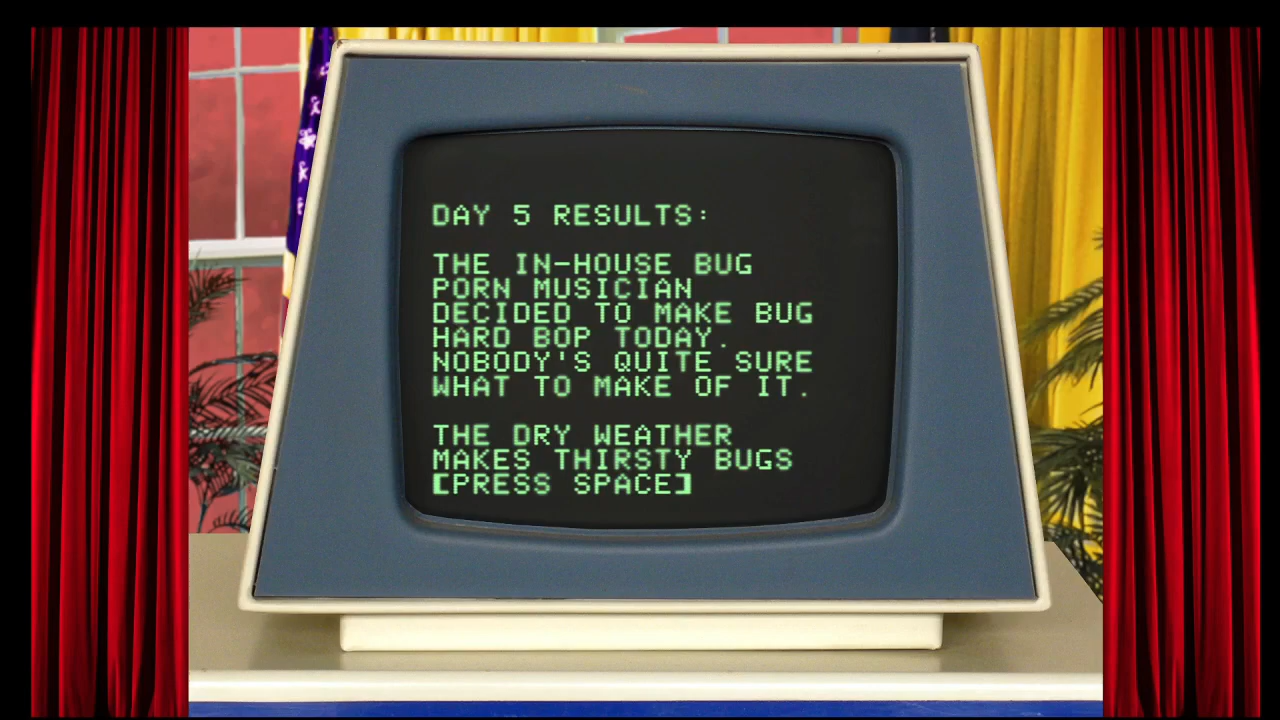 DAY 5 RESULTS:
THE IN-HOUSE BUG
PORN MUSICIAN
DECIDED TO MAKE BUG
HARD BOP TODAY.
NOBODY'S QUITE SURE
WHAT TO MAKE OF IT.
THE DRY WEATHER
MAKES THIRSTY BUGS
[PRESS SPACE]